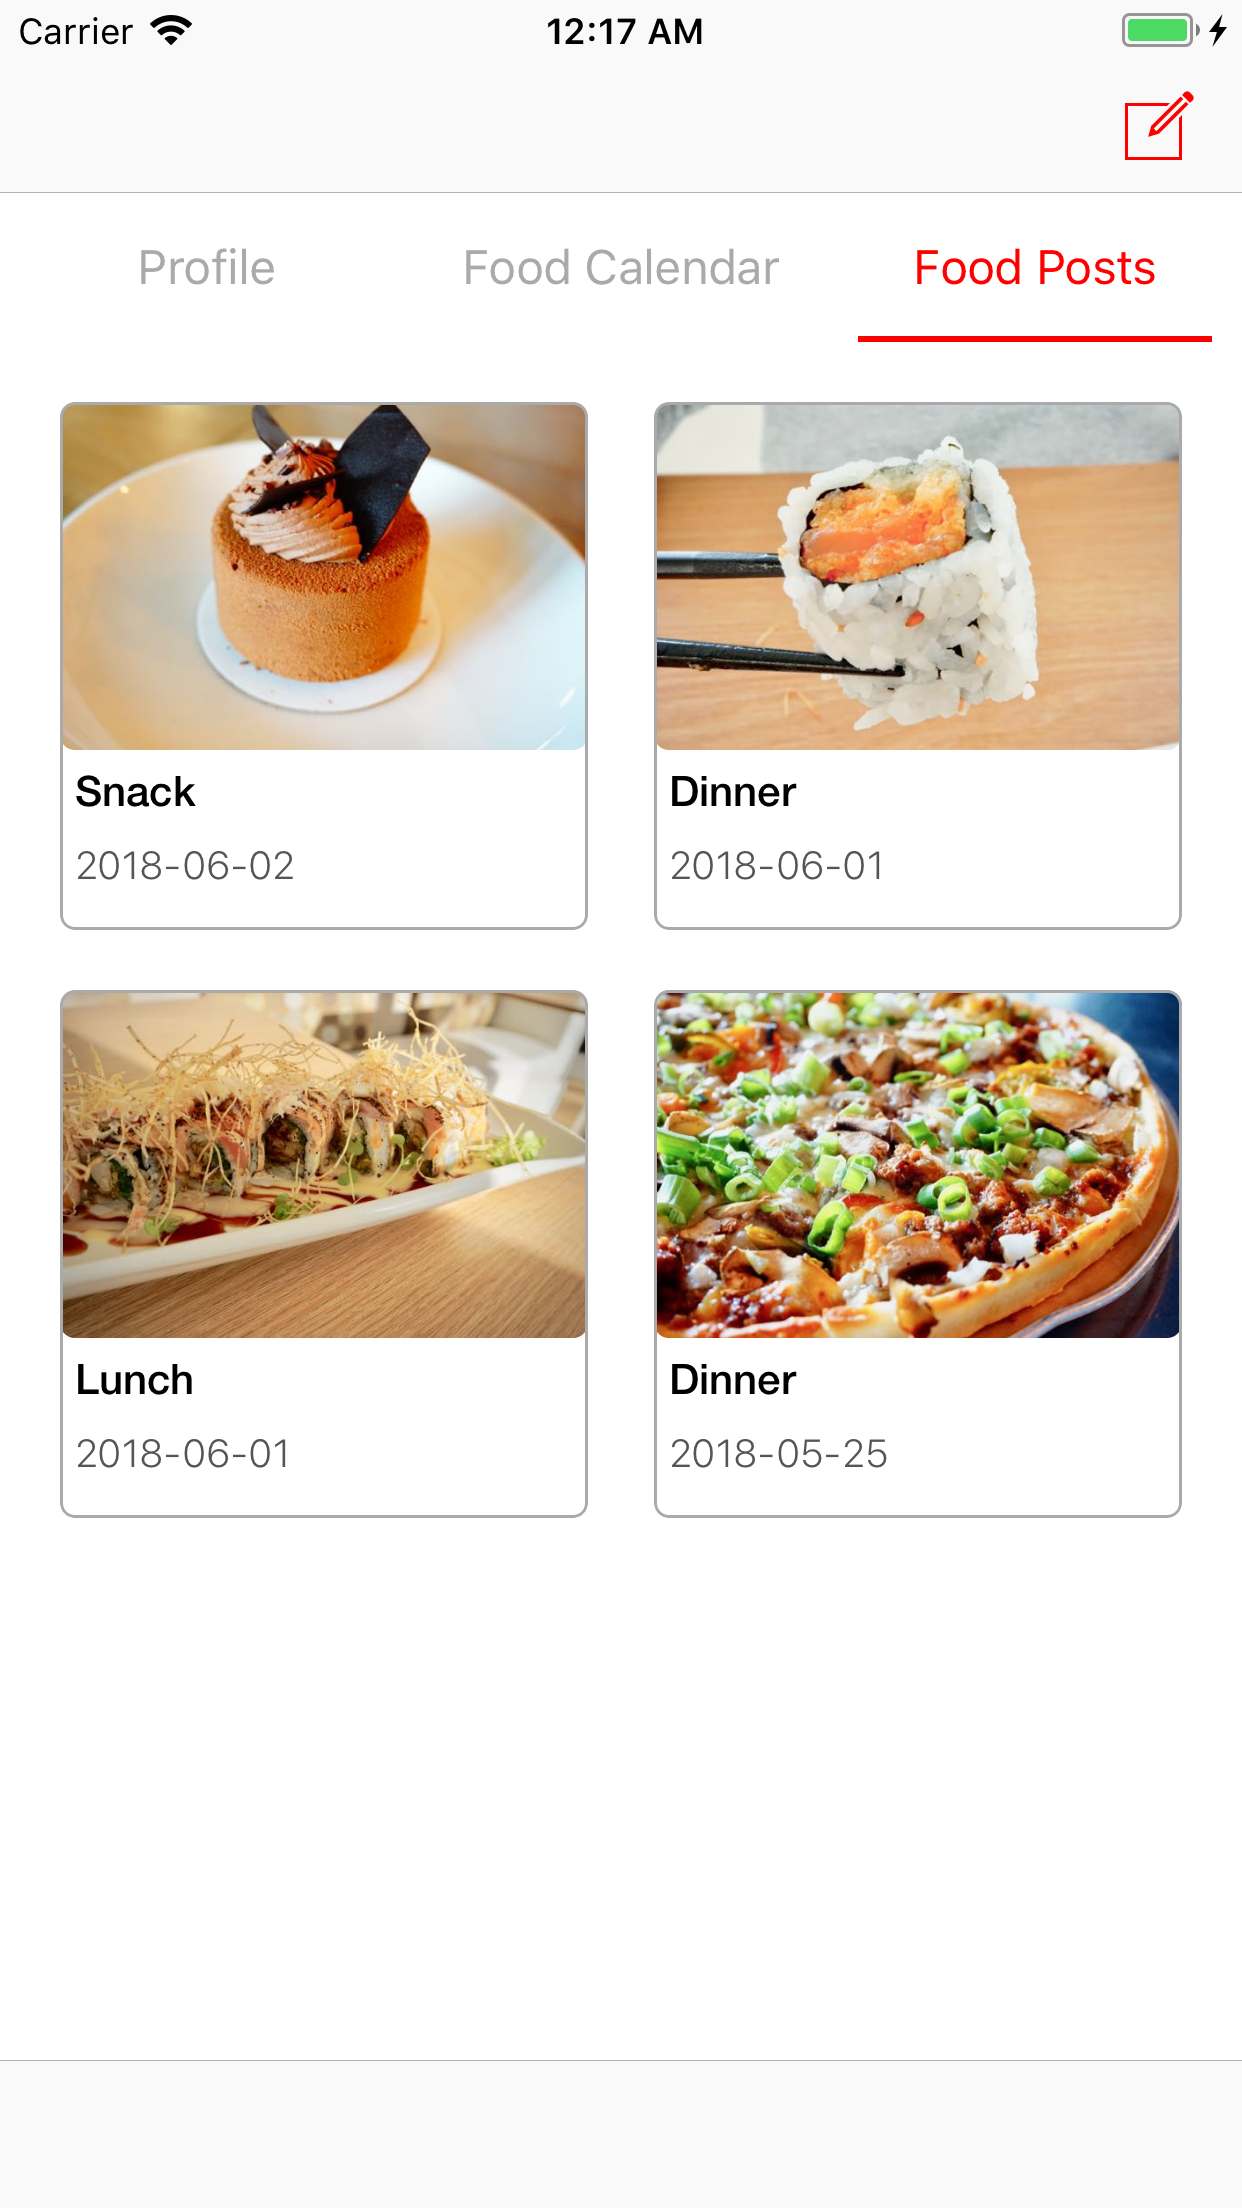 Carrier 12:17 AM
Profile Food Calendar Food Posts
Snack
2018-06-02
Dinner
2018-06-01
Lunch
2018-06-01
Dinner
2018-05-25